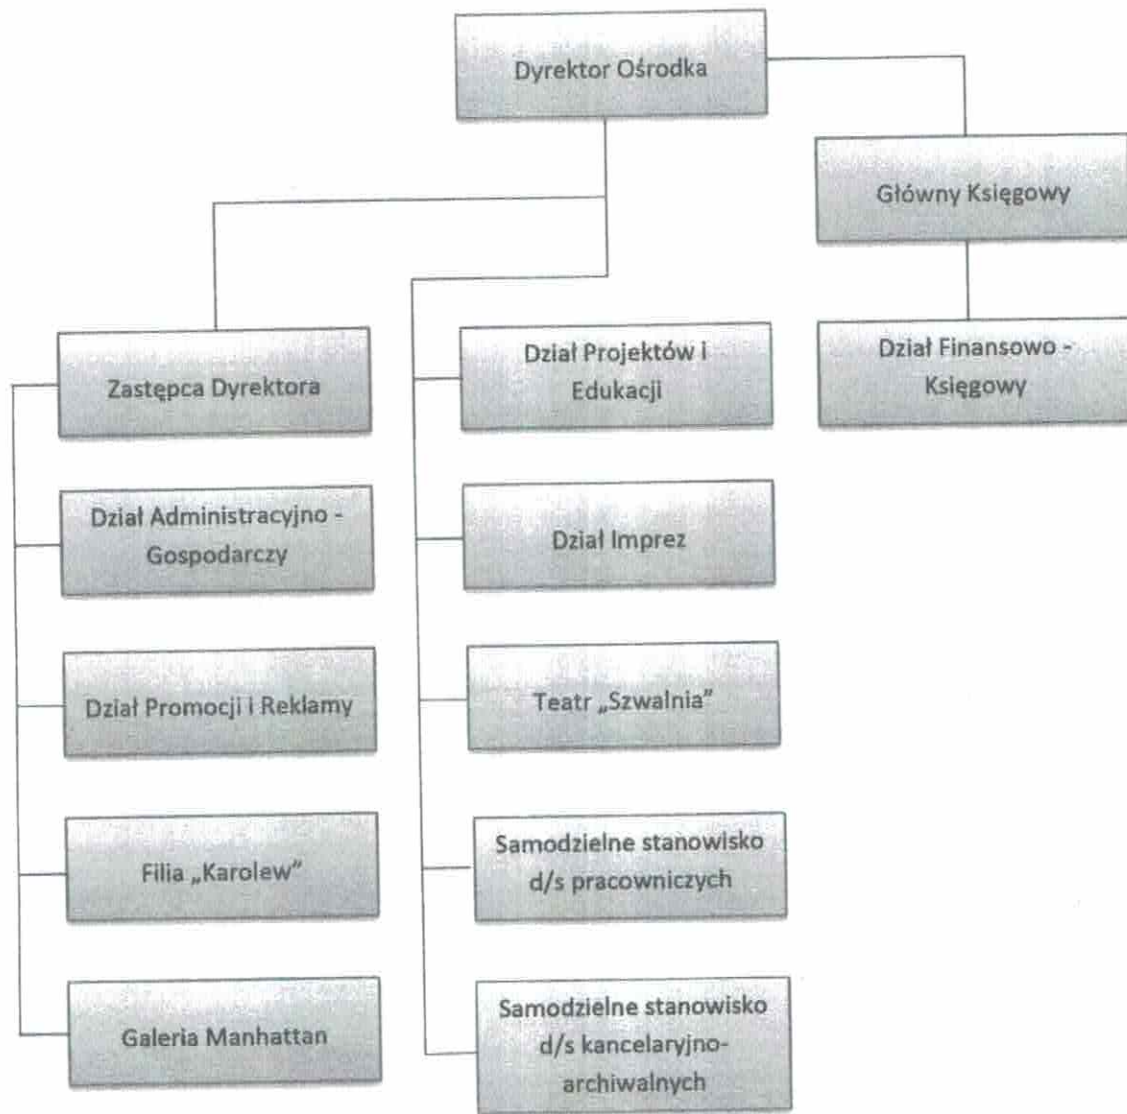 Dyrektor Ośrodka
Główny Księgowy
Zastępca Dyrektora
Dział Projektów i
Edukacji
Dział Finansowo -
Księgowy
Dział Administracyjno -
Gospodarczy
Dział Imprez
Dział Promocji i Reklamy
Teatr „Szwalnia”
Filia „Karolew”
Samodzielne stanowisko
d/s pracowniczych
Galeria Manhattan
Samodzielne stanowisko
d/s kancelaryjno-
archiwalnych